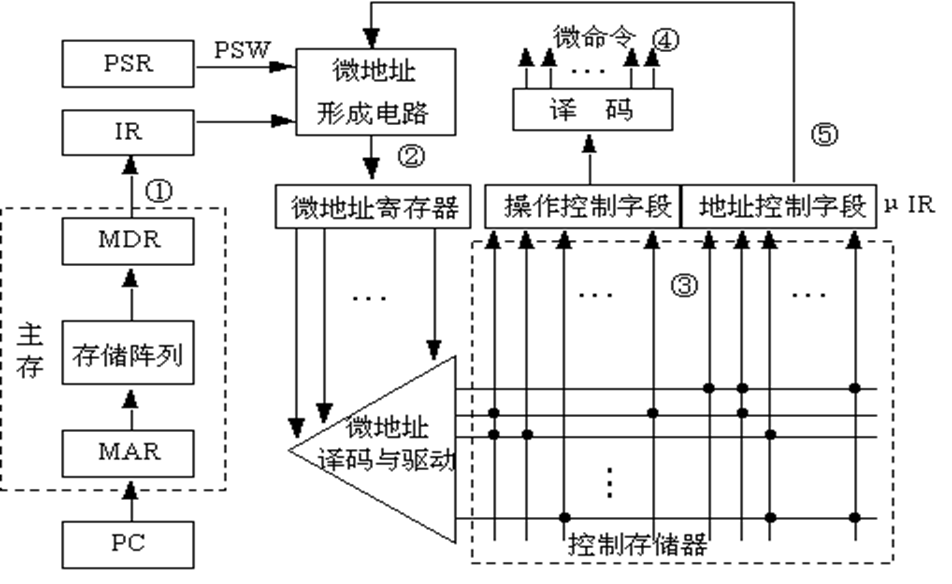 PSR
PSW
微地址
形成电路
微命令
④
...
译 码
IR
②
⑤
①
微地址寄存器
操作控制字段
地址控制字段
μ IR
MDR
...
...
③
...
主
存
存储阵列
微地址
译码与驱动
MAR
...
PC
控制存储器